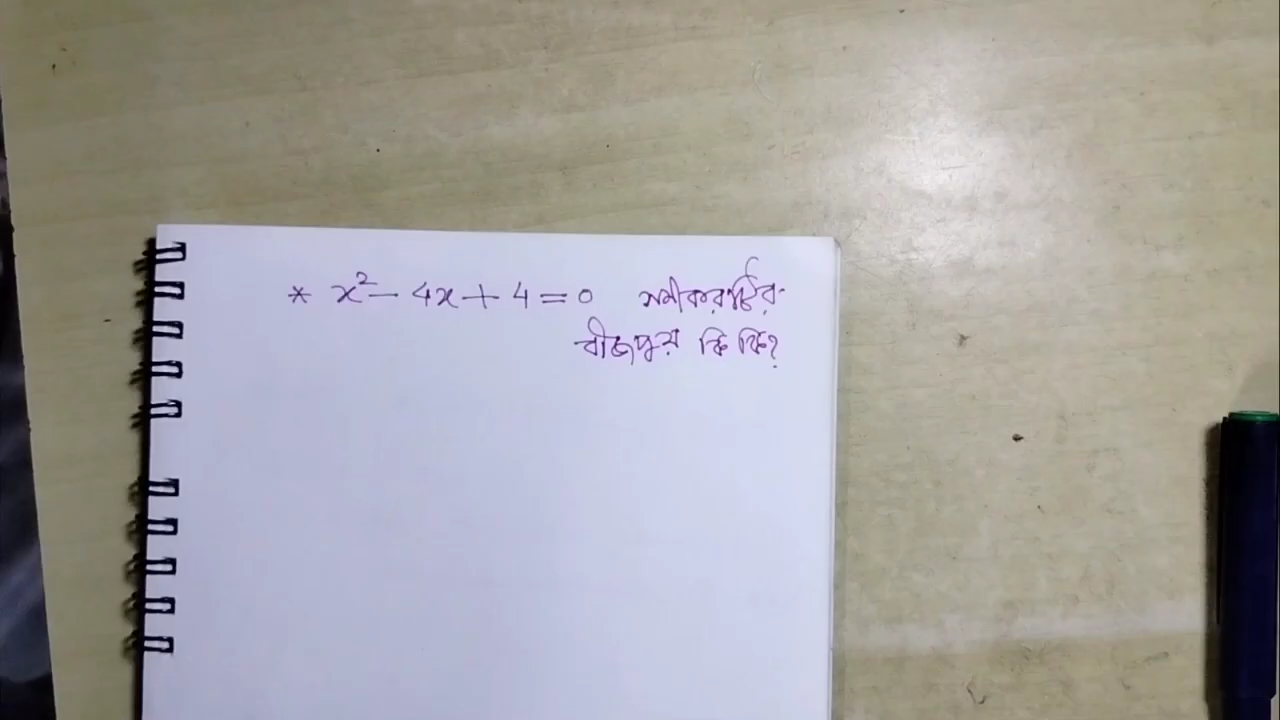 * x² - 4x + 4 = 0 সমীকরণটির
বীজদ্বয় কি কি?